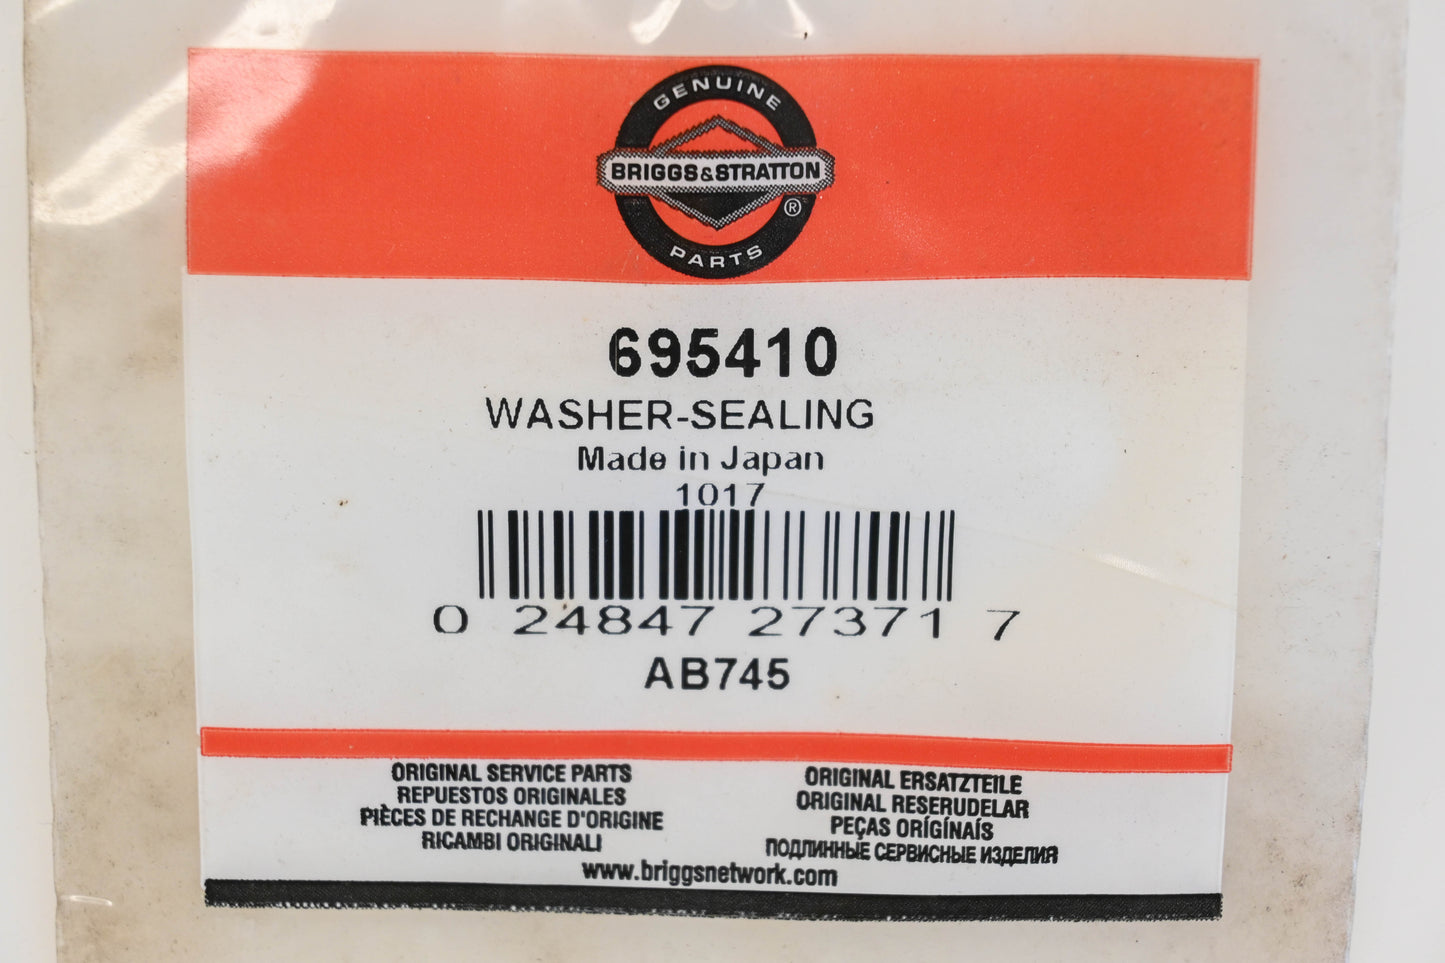 GENUINE
BRIGGS&STRATTON
®
PARTS
695410
WASHER-SEALING
Made in Japan
1017
0 24847 27371 7
AB745
ORIGINAL SERVICE PARTS
REPUESTOS ORIGINALES
PIÈCES DE RECHANGE D'ORIGINE
RICAMBI ORIGINALI
ORIGINAL ERSATZTEILE
ORIGINAL RESERUDELAR
PEÇAS ORÍGÍNAÍS
ПОДЛИННЫЕ СЕРВИСНЫЕ ИЗДЕЛИЯ
www.briggsnetwork.com